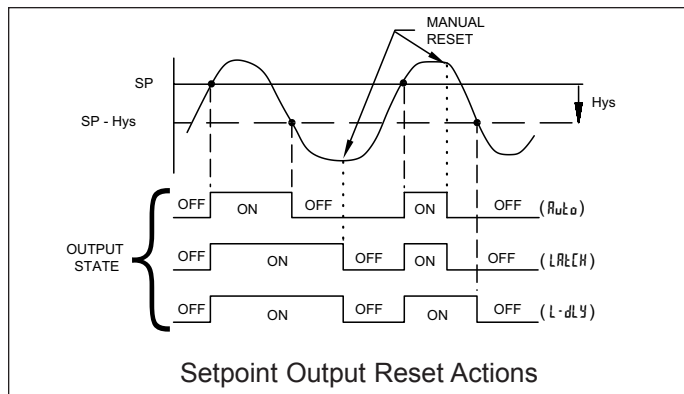 MANUAL
RESET
SP
Hys
SP - Hys
OFF ON OFF ON OFF (Auto)
OUTPUT
STATE
OFF ON OFF ON OFF (LAtCH)
OFF ON OFF ON OFF (L-dLY)
Setpoint Output Reset Actions